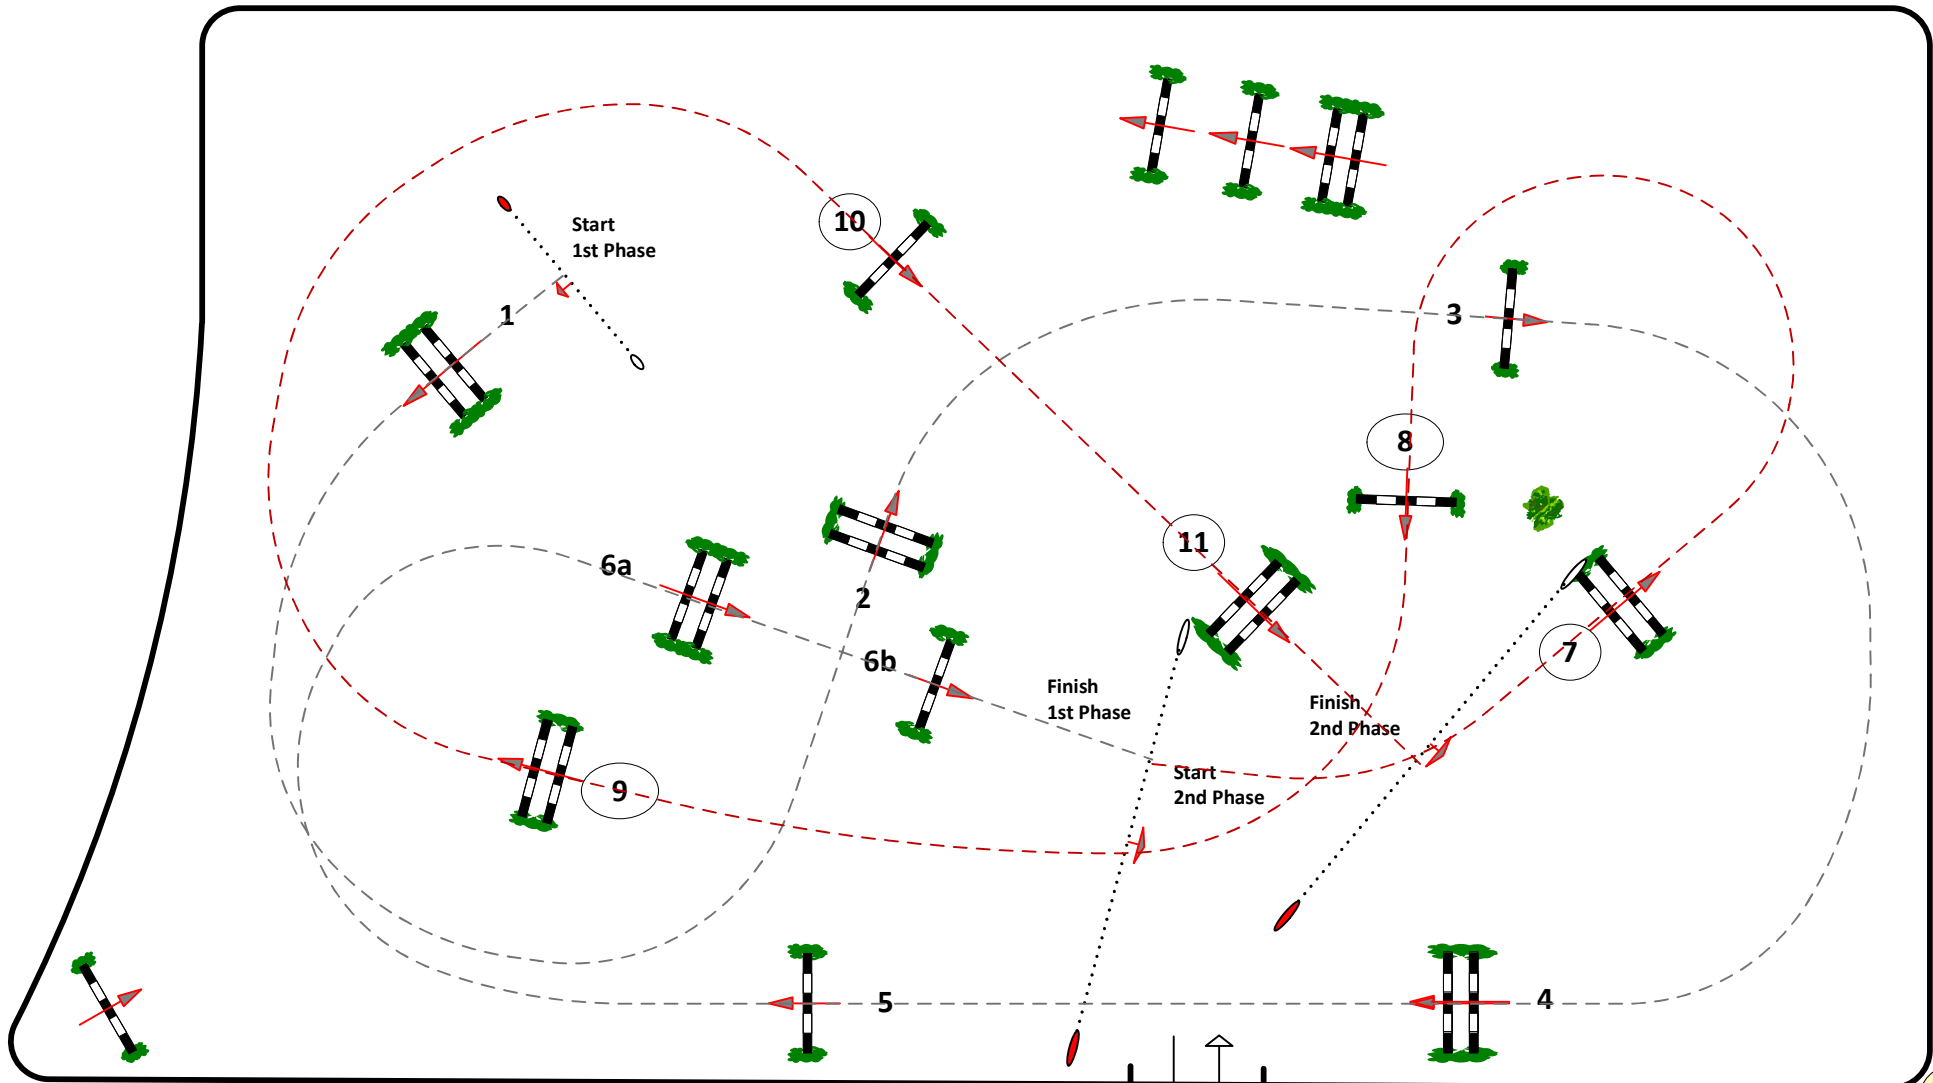 Start
1st Phase
10
1
3
8
11
6a
2
6b
7
Finish
1st Phase
Finish
2nd Phase
Start
2nd Phase
9
5
4